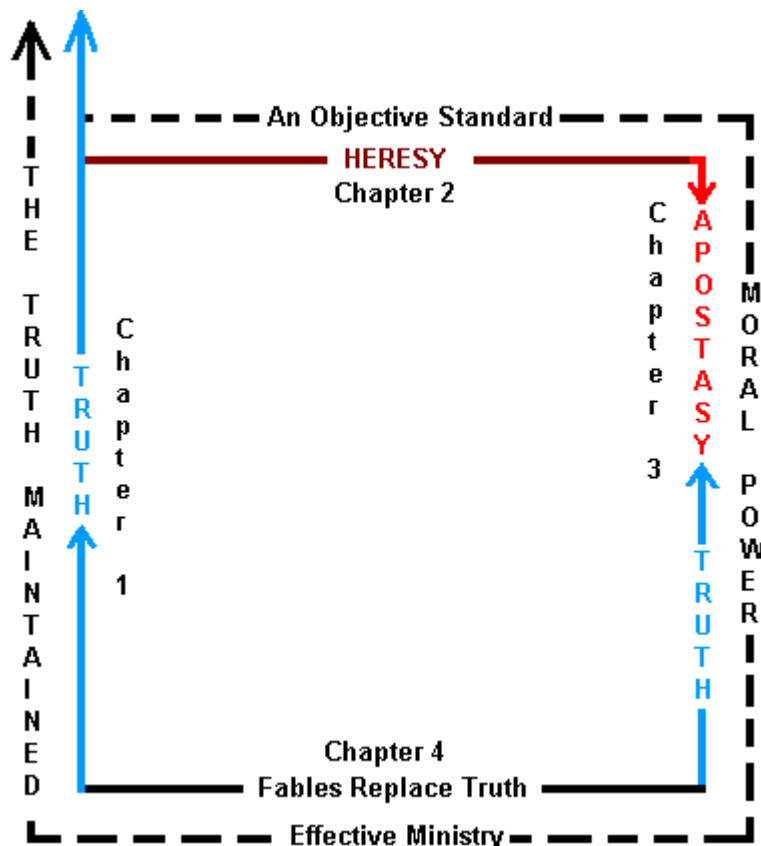 An Objective Standard
HERESY
Chapter 2
THE TRUTH MAINTAINED
TRUTH
Chapter 1
Chapter 3
APOSTASY
TRUTH
MORAL POWER
Chapter 4
Fables Replace Truth
Effective Ministry